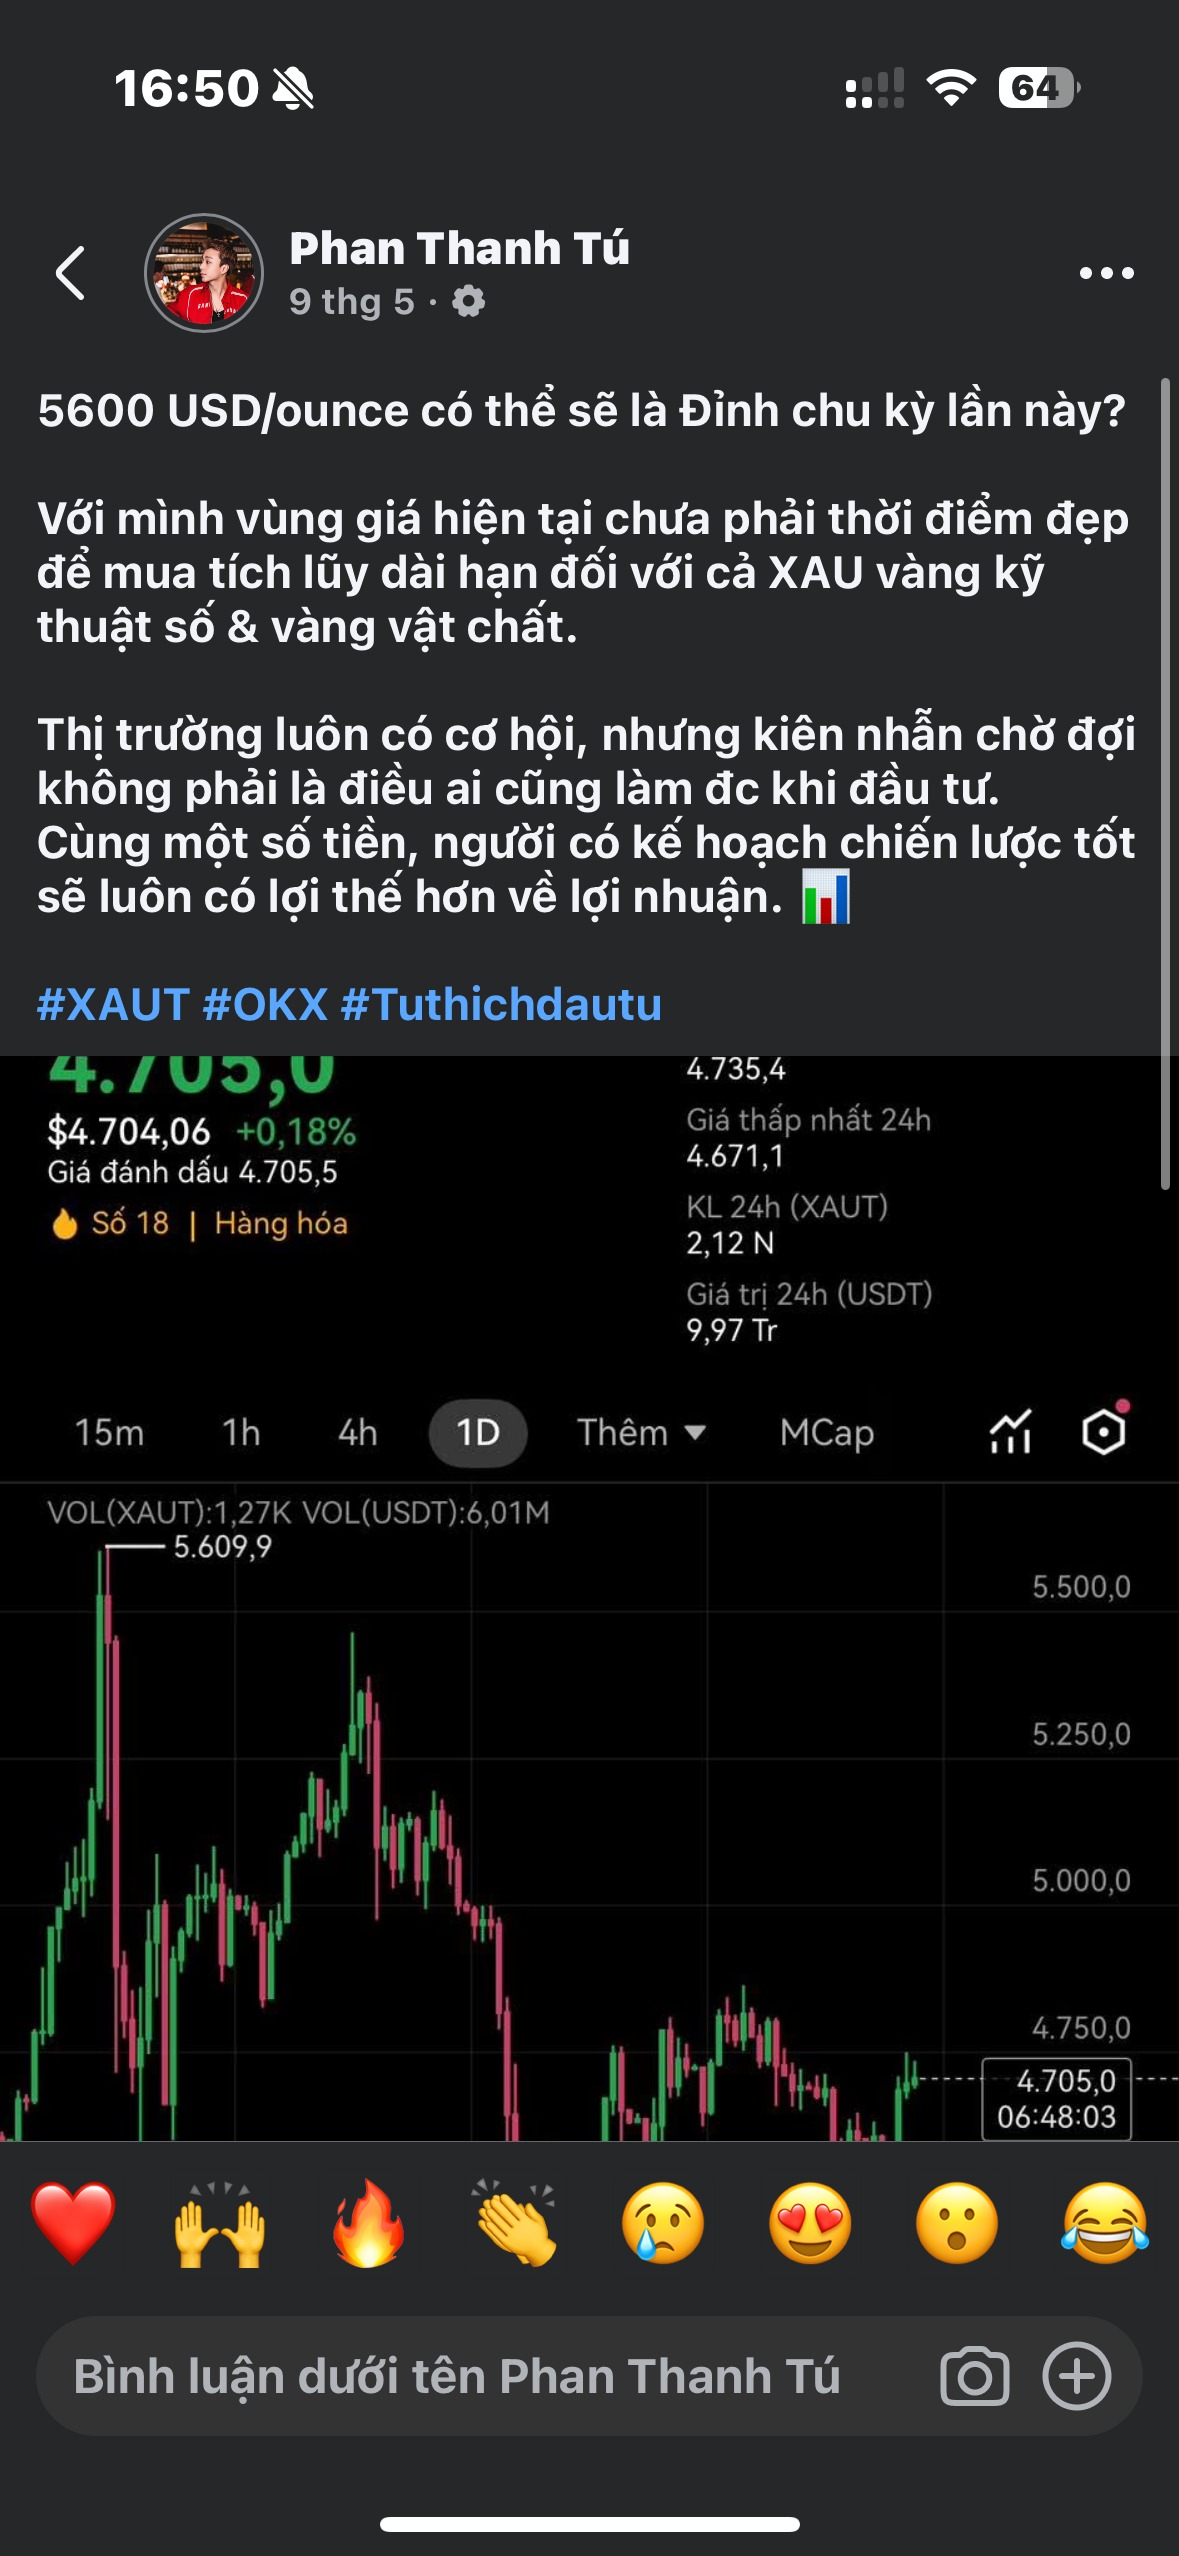 16:50
64
Phan Thanh Tú
9 thg 5 ·
5600 USD/ounce có thể sẽ là Đỉnh chu kỳ lần này?
Với mình vùng giá hiện tại chưa phải thời điểm đẹp
để mua tích lũy dài hạn đối với cả XAU vàng kỹ
thuật số & vàng vật chất.
Thị trường luôn có cơ hội, nhưng kiên nhẫn chờ đợi
không phải là điều ai cũng làm đc khi đầu tư.
Cùng một số tiền, người có kế hoạch chiến lược tốt
sẽ luôn có lợi thế hơn về lợi nhuận. 📊
#XAUT #OKX #Tuthichdautu
4.705,0
$4.704,06 +0,18%
Giá đánh dấu 4.705,5
Số 18 | Hàng hóa
4.735,4
Giá thấp nhất 24h
4.671,1
KL 24h (XAUT)
2,12 N
Giá trị 24h (USDT)
9,97 Tr
15m 1h 4h 1D Thêm MCap
VOL(XAUT):1,27K VOL(USDT):6,01M
5.609,9
5.500,0
5.250,0
5.000,0
4.750,0
4.705,0
06:48:03
Bình luận dưới tên Phan Thanh Tú